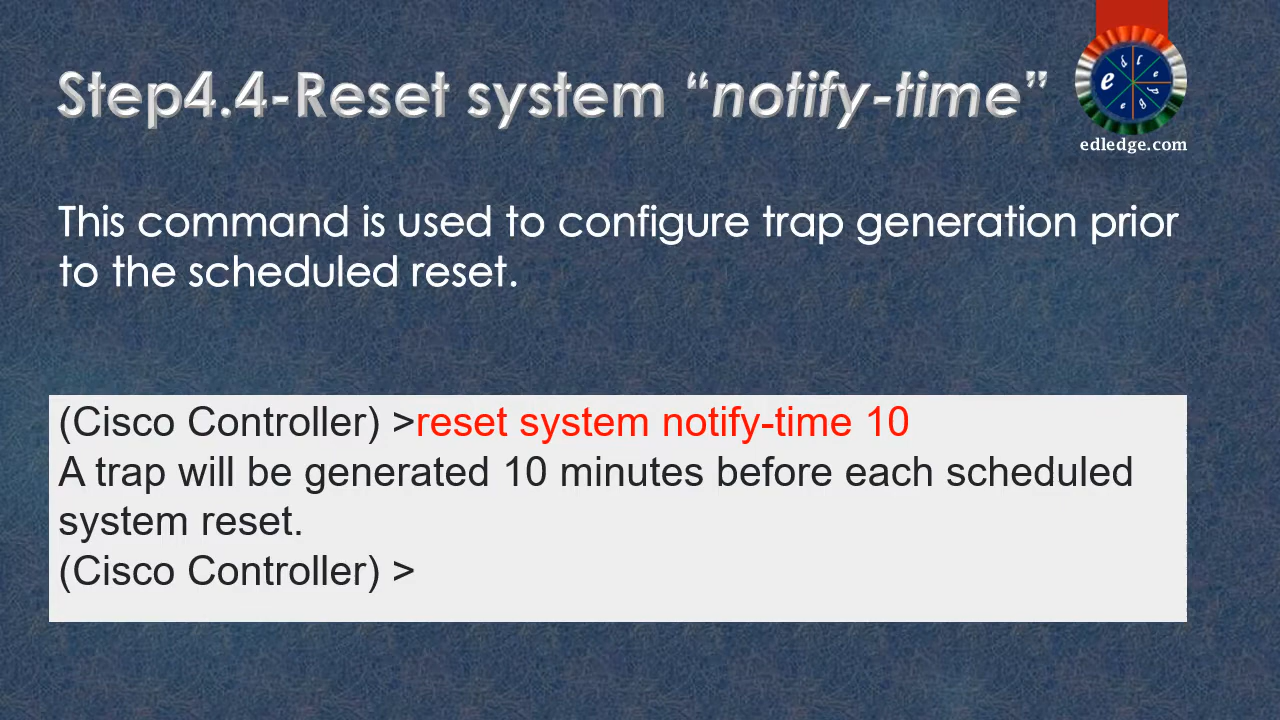 Step4.4-Reset system “notify-time”
edledge.com
This command is used to configure trap generation prior
to the scheduled reset.
(Cisco Controller) >reset system notify-time 10
A trap will be generated 10 minutes before each scheduled
system reset.
(Cisco Controller) >